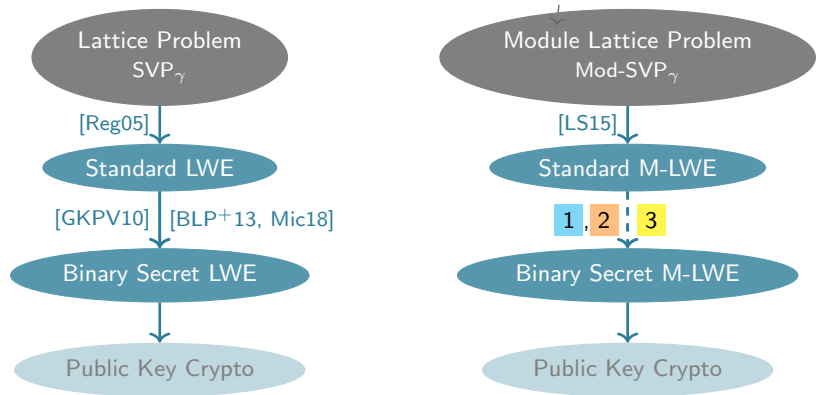 Lattice Problem
SVPγ
[Reg05]
Standard LWE
[GKPV10] [BLP+13, Mic18]
Binary Secret LWE
Public Key Crypto
Module Lattice Problem
Mod-SVPγ
[LS15]
Standard M-LWE
1 , 2 3
Binary Secret M-LWE
Public Key Crypto